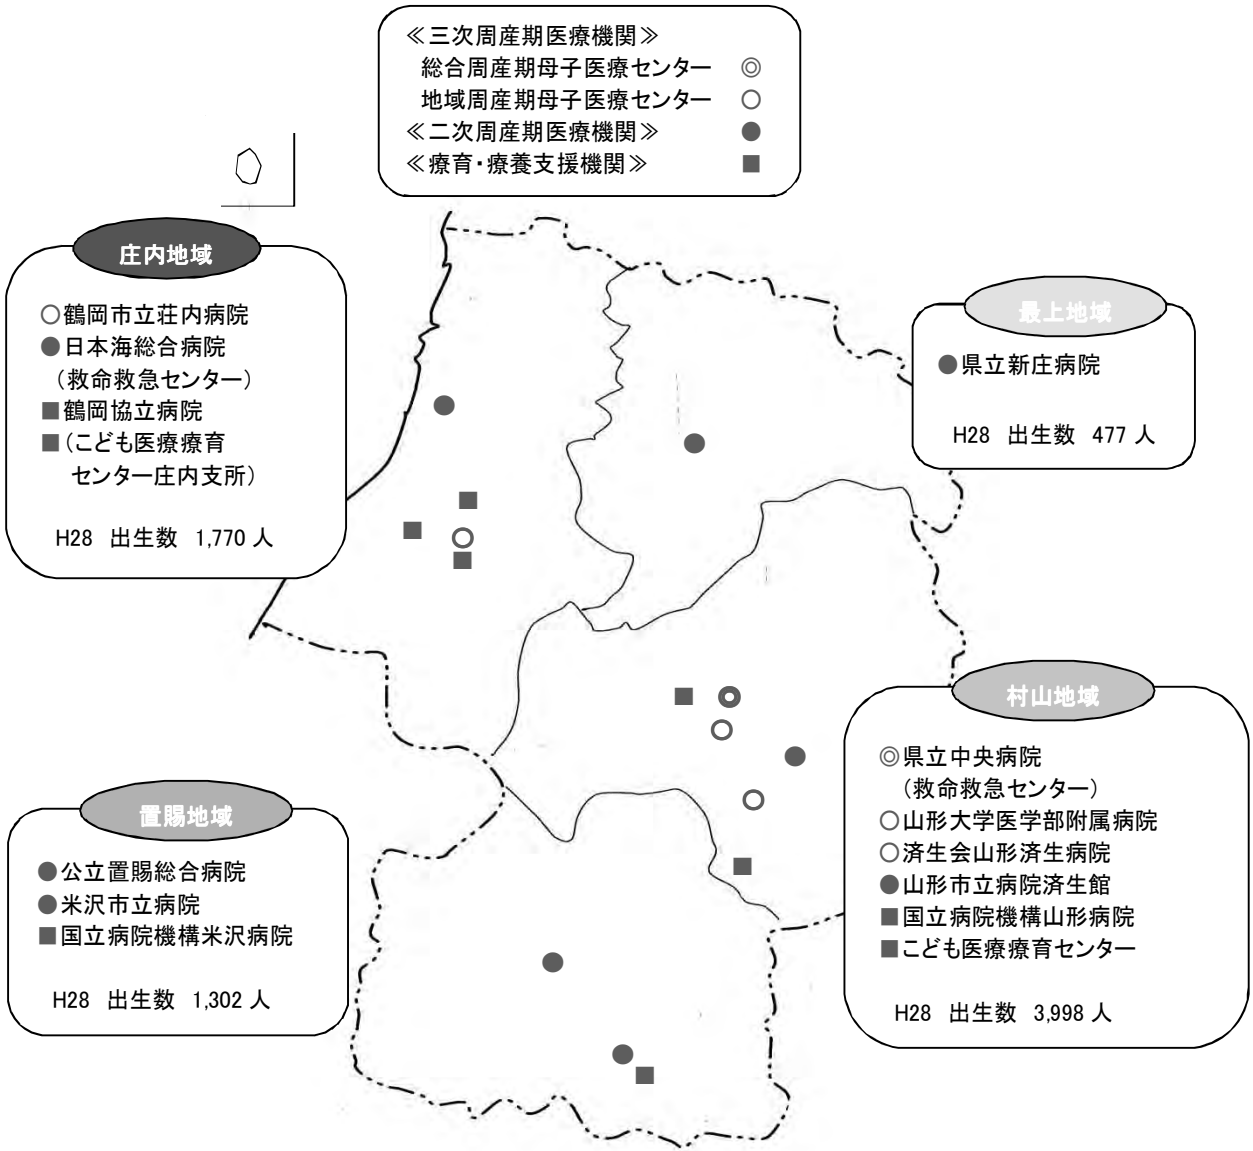 ≪三次周産期医療機関≫
総合周産期母子医療センター ◎
地域周産期母子医療センター ○
≪二次周産期医療機関≫ ●
≪療育・療養支援機関≫ ■
庄内地域
○鶴岡市立荘内病院
●日本海総合病院
(救命救急センター)
■鶴岡協立病院
■(こども医療療育
センター庄内支所)
H28 出生数 1,770 人
最上地域
●県立新庄病院
H28 出生数 477 人
村山地域
◎県立中央病院
(救命救急センター)
○山形大学医学部附属病院
○済生会山形済生病院
●山形市立病院済生館
■国立病院機構山形病院
■こども医療療育センター
H28 出生数 3,998 人
置賜地域
●公立置賜総合病院
●米沢市立病院
■国立病院機構米沢病院
H28 出生数 1,302 人